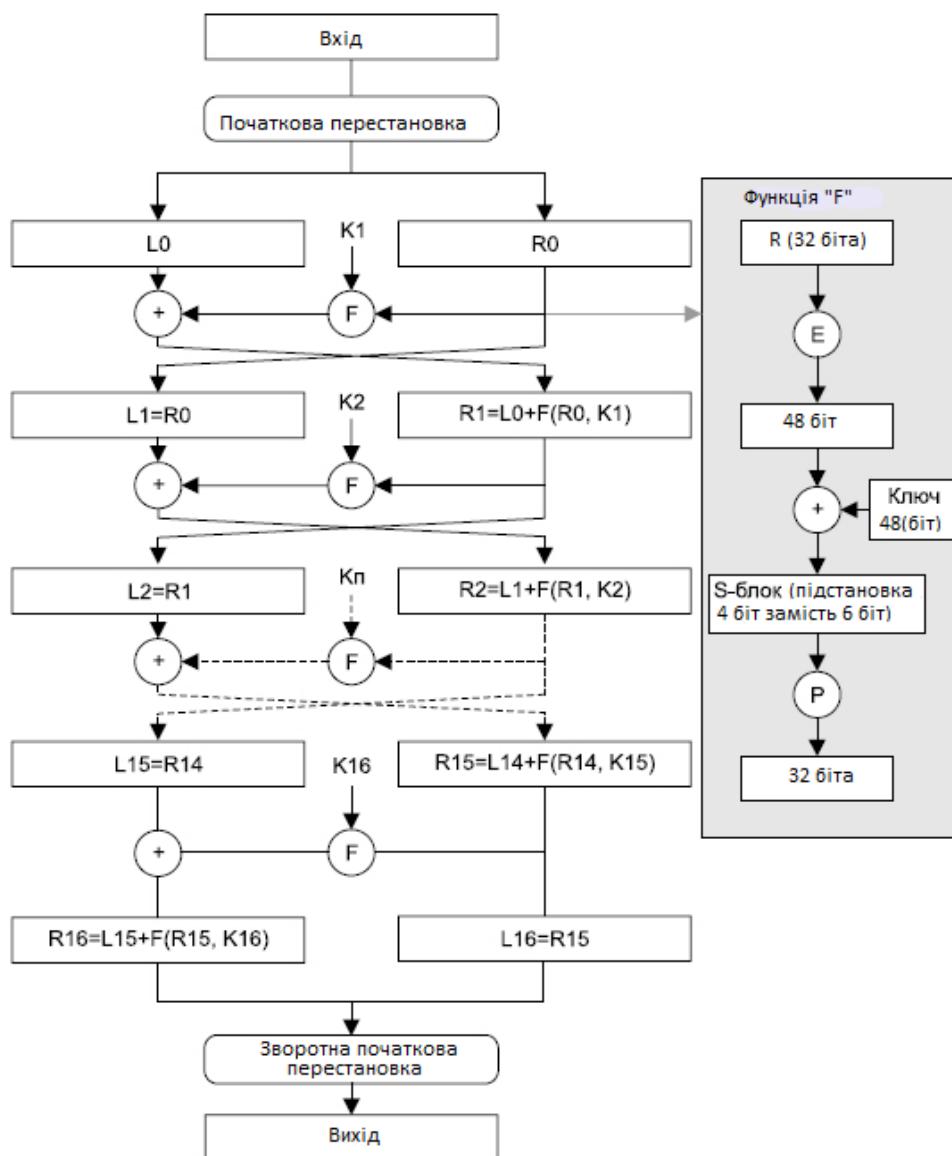 Вхід
Початкова перестановка
L0
K1
R0
+
F
L1=R0
K2
R1=L0+F(R0, K1)
+
F
L2=R1
Kп
R2=L1+F(R1, K2)
+
F
L15=R14
K16
R15=L14+F(R14, K15)
+
F
R16=L15+F(R15, K16)
L16=R15
Зворотна початкова
перестановка
Вихід
Функція "F"
R (32 біта)
E
48 біт
+
Ключ
48(біт)
S-блок (підстановка
4 біт замість 6 біт)
P
32 біта